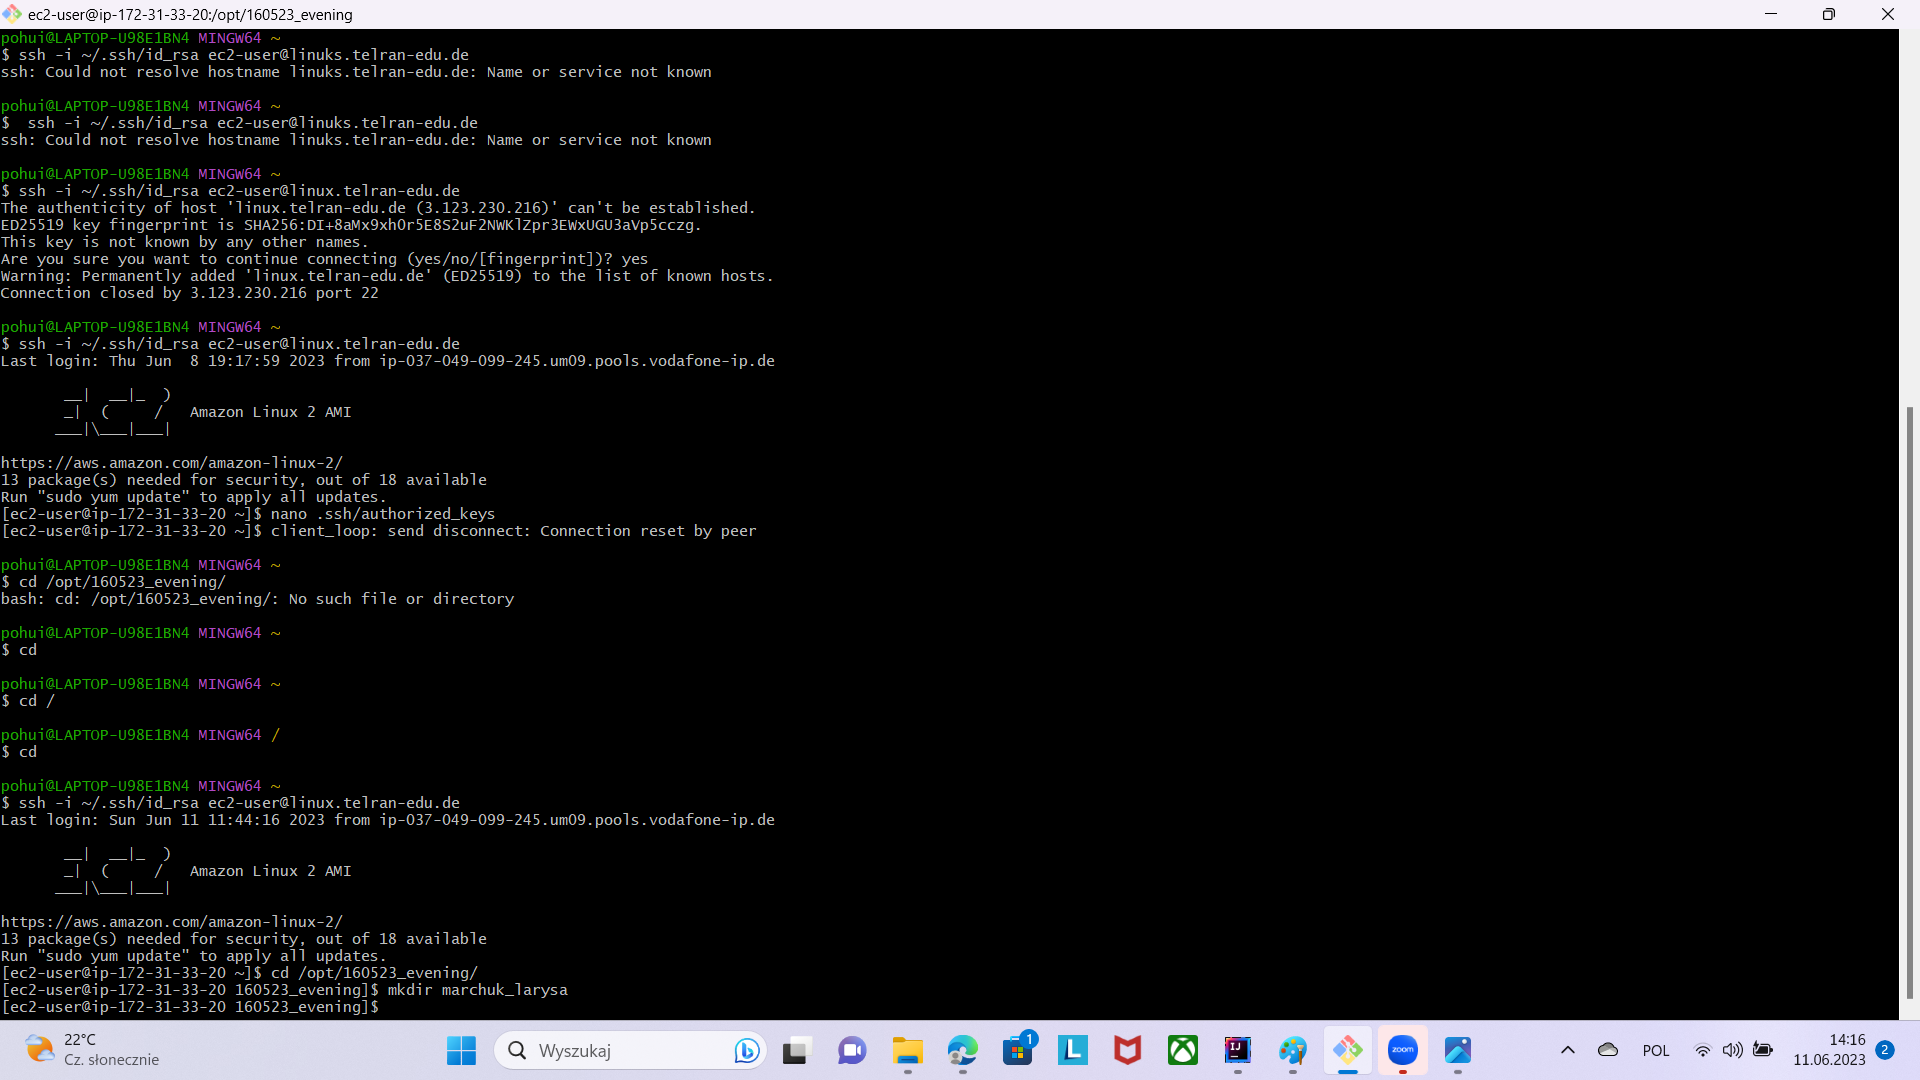 ec2-user@ip-172-31-33-20:/opt/160523_evening
pohui@LAPTOP-U98E1BN4 MINGW64 ~
$ ssh -i ~/.ssh/id_rsa ec2-user@linuks.telran-edu.de
ssh: Could not resolve hostname linuks.telran-edu.de: Name or service not known
pohui@LAPTOP-U98E1BN4 MINGW64 ~
$  ssh -i ~/.ssh/id_rsa ec2-user@linuks.telran-edu.de
ssh: Could not resolve hostname linuks.telran-edu.de: Name or service not known
pohui@LAPTOP-U98E1BN4 MINGW64 ~
$ ssh -i ~/.ssh/id_rsa ec2-user@linux.telran-edu.de
The authenticity of host 'linux.telran-edu.de (3.123.230.216)' can't be established.
ED25519 key fingerprint is SHA256:DI+8aMx9xhOr5E8S2uF2NWKlZpr3EWxUGU3aVp5cczg.
This key is not known by any other names.
Are you sure you want to continue connecting (yes/no/[fingerprint])? yes
Warning: Permanently added 'linux.telran-edu.de' (ED25519) to the list of known hosts.
Connection closed by 3.123.230.216 port 22
pohui@LAPTOP-U98E1BN4 MINGW64 ~
$ ssh -i ~/.ssh/id_rsa ec2-user@linux.telran-edu.de
Last login: Thu Jun  8 19:17:59 2023 from ip-037-049-099-245.um09.pools.vodafone-ip.de
       __|  __|_  )
       _|  (     /   Amazon Linux 2 AMI
      ___|\___|___|
https://aws.amazon.com/amazon-linux-2/
13 package(s) needed for security, out of 18 available
Run "sudo yum update" to apply all updates.
[ec2-user@ip-172-31-33-20 ~]$ nano .ssh/authorized_keys
[ec2-user@ip-172-31-33-20 ~]$ client_loop: send disconnect: Connection reset by peer
pohui@LAPTOP-U98E1BN4 MINGW64 ~
$ cd /opt/160523_evening/
bash: cd: /opt/160523_evening/: No such file or directory
pohui@LAPTOP-U98E1BN4 MINGW64 ~
$ cd
pohui@LAPTOP-U98E1BN4 MINGW64 ~
$ cd /
pohui@LAPTOP-U98E1BN4 MINGW64 /
$ cd
pohui@LAPTOP-U98E1BN4 MINGW64 ~
$ ssh -i ~/.ssh/id_rsa ec2-user@linux.telran-edu.de
Last login: Sun Jun 11 11:44:16 2023 from ip-037-049-099-245.um09.pools.vodafone-ip.de
       __|  __|_  )
       _|  (     /   Amazon Linux 2 AMI
      ___|\___|___|
https://aws.amazon.com/amazon-linux-2/
13 package(s) needed for security, out of 18 available
Run "sudo yum update" to apply all updates.
[ec2-user@ip-172-31-33-20 ~]$ cd /opt/160523_evening/
[ec2-user@ip-172-31-33-20 160523_evening]$ mkdir marchuk_larysa
[ec2-user@ip-172-31-33-20 160523_evening]$
22°C
Cz. słonecznie
Wyszukaj
1
L
IJ
zoom
POL
14:16
11.06.2023
2